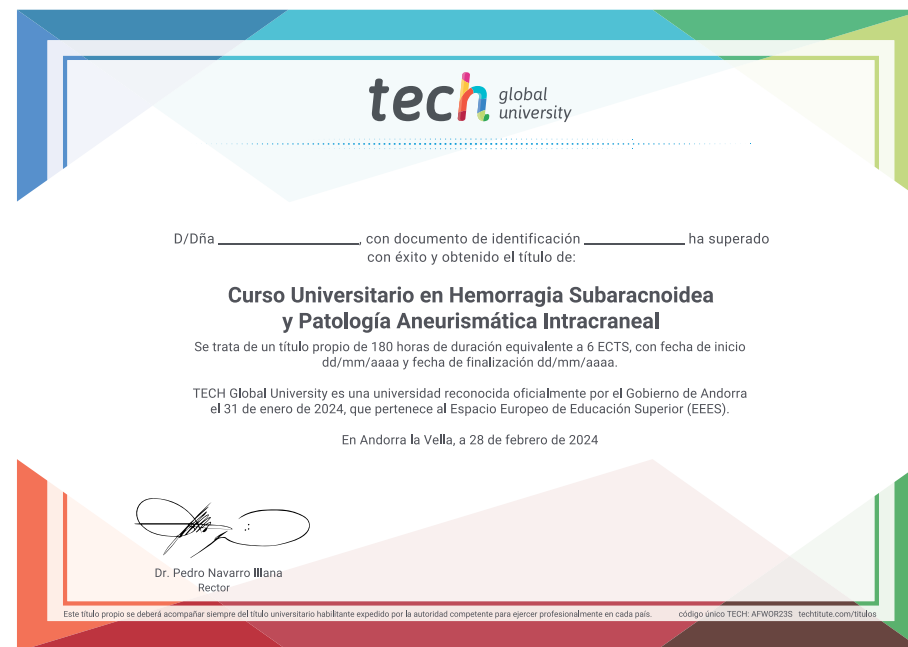 tech global university
D/Dña ____________________, con documento de identificación ______________ ha superado
con éxito y obtenido el título de:
Curso Universitario en Hemorragia Subaracnoidea
y Patología Aneurismática Intracraneal
Se trata de un título propio de 180 horas de duración equivalente a 6 ECTS, con fecha de inicio
dd/mm/aaaa y fecha de finalización dd/mm/aaaa.
TECH Global University es una universidad reconocida oficialmente por el Gobierno de Andorra
el 31 de enero de 2024, que pertenece al Espacio Europeo de Educación Superior (EEES).
En Andorra la Vella, a 28 de febrero de 2024
Dr. Pedro Navarro Illana
Rector
Este título propio se deberá acompañar siempre del título universitario habilitante expedido por la autoridad competente para ejercer profesionalmente en cada país. código único TECH: AFWOR23S techtitute.com/titulos